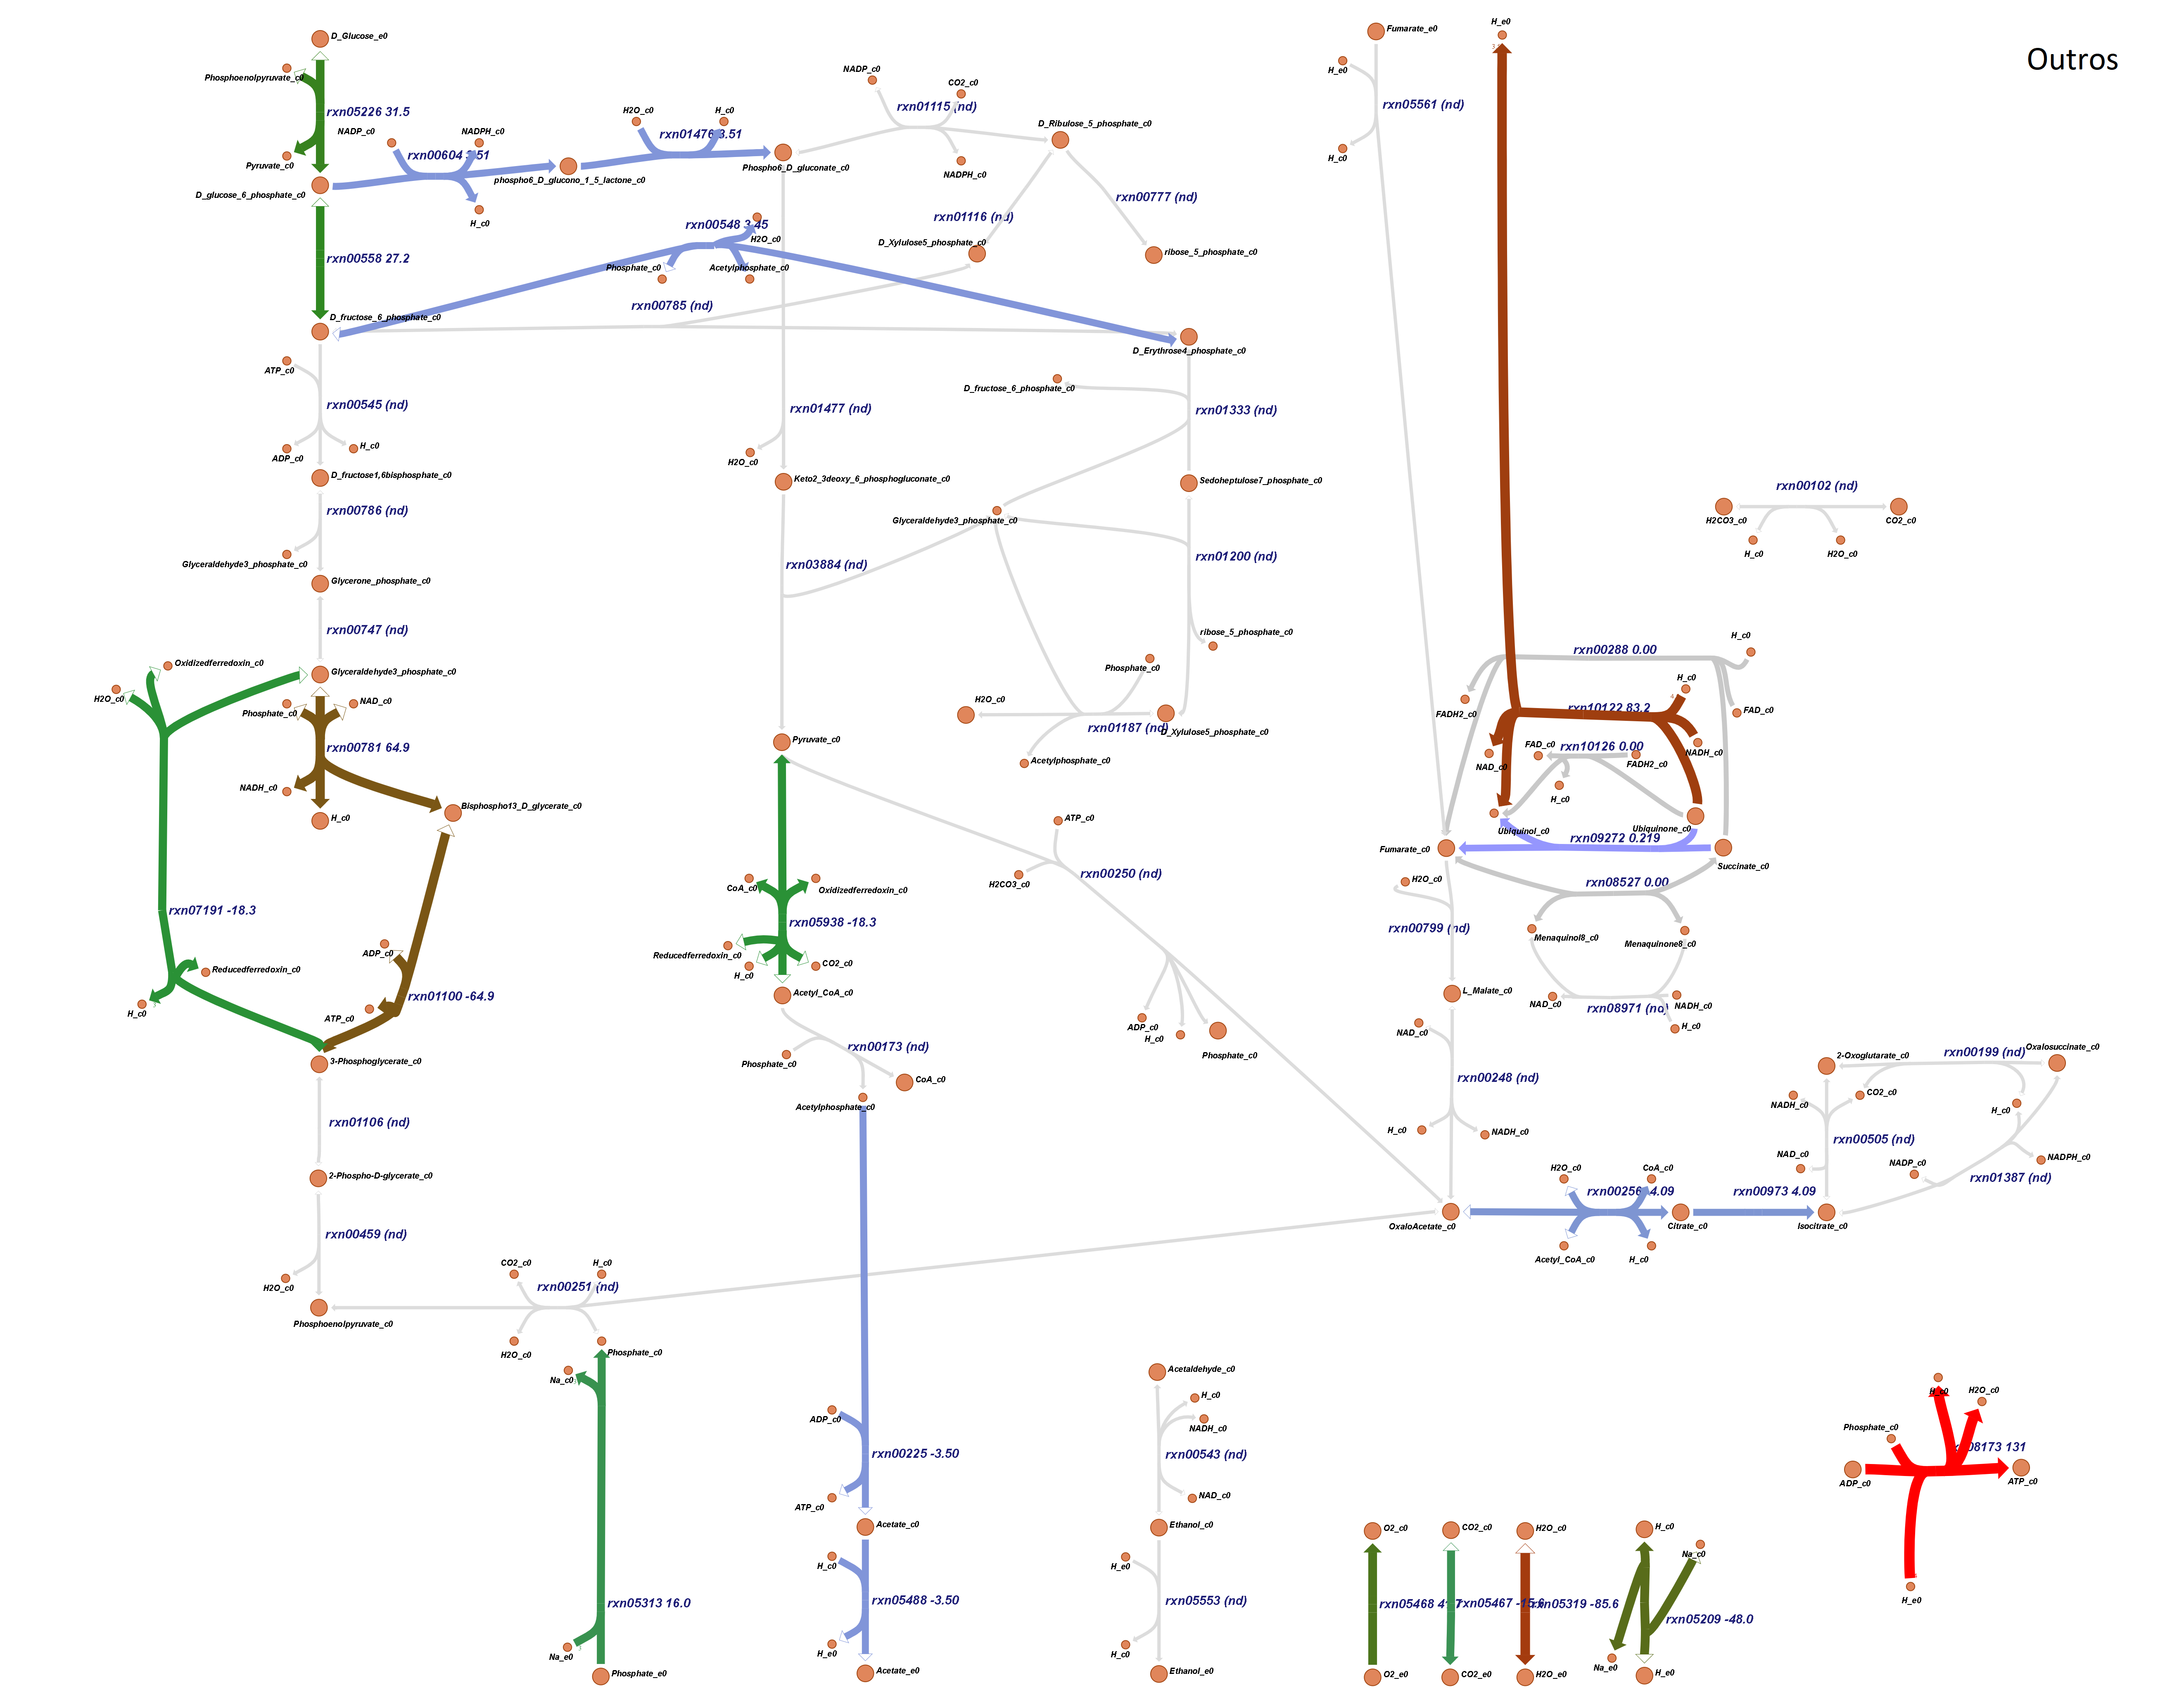 Outros
D_Glucose_e0
Phosphoenolpyruvate_c0
rxn05226 31.5
Pyruvate_c0
D_glucose_6_phosphate_c0
NADP_c0
NADPH_c0
rxn00604 3.51
H_c0
phospho6_D_glucono_1_5_lactone_c0
H2O_c0
H_c0
rxn01476 3.51
Phospho6_D_gluconate_c0
NADP_c0
CO2_c0
rxn01115 (nd)
NADPH_c0
D_Ribulose_5_phosphate_c0
rxn01116 (nd)
rxn00777 (nd)
D_Xylulose5_phosphate_c0
ribose_5_phosphate_c0
rxn00558 27.2
rxn00548 3.45
H2O_c0
Phosphate_c0
Acetylphosphate_c0
rxn00785 (nd)
D_fructose_6_phosphate_c0
D_Erythrose4_phosphate_c0
ATP_c0
rxn00545 (nd)
ADP_c0
H_c0
D_fructose1,6bisphosphate_c0
rxn00786 (nd)
Glyceraldehyde3_phosphate_c0
Glycerone_phosphate_c0
rxn00747 (nd)
Glyceraldehyde3_phosphate_c0
Oxidizedferredoxin_c0
H2O_c0
Phosphate_c0
NAD_c0
rxn00781 64.9
NADH_c0
H_c0
Bisphospho13_D_glycerate_c0
rxn07191 -18.3
Reducedferredoxin_c0
H_c0
ADP_c0
rxn01100 -64.9
ATP_c0
3-Phosphoglycerate_c0
rxn01106 (nd)
2-Phospho-D-glycerate_c0
rxn00459 (nd)
H2O_c0
Phosphoenolpyruvate_c0
CO2_c0
H_c0
rxn00251 (nd)
H2O_c0
Phosphate_c0
Na_c0
rxn05313 16.0
Na_e0
Phosphate_e0
rxn01477 (nd)
H2O_c0
Keto2_3deoxy_6_phosphogluconate_c0
rxn03884 (nd)
D_fructose_6_phosphate_c0
rxn01333 (nd)
Sedoheptulose7_phosphate_c0
Glyceraldehyde3_phosphate_c0
rxn01200 (nd)
ribose_5_phosphate_c0
Phosphate_c0
H2O_c0
rxn01187 (nd)
D_Xylulose5_phosphate_c0
Acetylphosphate_c0
Pyruvate_c0
CoA_c0
Oxidizedferredoxin_c0
rxn05938 -18.3
Reducedferredoxin_c0
H_c0
CO2_c0
Acetyl_CoA_c0
rxn00173 (nd)
Phosphate_c0
CoA_c0
Acetylphosphate_c0
ATP_c0
H2CO3_c0
rxn00250 (nd)
ADP_c0
H_c0
Phosphate_c0
ADP_c0
rxn00225 -3.50
ATP_c0
Acetate_c0
H_c0
rxn05488 -3.50
H_e0
Acetate_e0
Acetaldehyde_c0
H_c0
NADH_c0
rxn00543 (nd)
NAD_c0
Ethanol_c0
H_e0
rxn05553 (nd)
H_c0
Ethanol_e0
Fumarate_e0
H_e0
rxn05561 (nd)
H_c0
H_e0
3
rxn00102 (nd)
H2CO3_c0
CO2_c0
H_c0
H2O_c0
rxn00288 0.00
H_c0
FADH2_c0
FAD_c0
H_c0
4
rxn10122 83.2
NAD_c0
NADH_c0
FAD_c0
rxn10126 0.00
FADH2_c0
H_c0
Ubiquinol_c0
Ubiquinone_c0
rxn09272 0.219
Fumarate_c0
Succinate_c0
rxn08527 0.00
Menaquinol8_c0
Menaquinone8_c0
NAD_c0
NADH_c0
rxn08971 (nd)
H_c0
H2O_c0
rxn00799 (nd)
L_Malate_c0
NAD_c0
rxn00248 (nd)
H_c0
NADH_c0
OxaloAcetate_c0
H2O_c0
CoA_c0
rxn00256 -4.09
Acetyl_CoA_c0
H_c0
Citrate_c0
rxn00973 4.09
Isocitrate_c0
2-Oxoglutarate_c0
rxn00199 (nd)
Oxalosuccinate_c0
NADH_c0
CO2_c0
H_c0
rxn00505 (nd)
NAD_c0
NADP_c0
NADPH_c0
rxn01387 (nd)
O2_c0
rxn05468 41.7
O2_e0
CO2_c0
rxn05467 -15.6
CO2_e0
H2O_c0
rxn05319 -85.6
H2O_e0
H_c0
Na_c0
rxn05209 -48.0
Na_e0
H_e0
H_c0
H2O_c0
Phosphate_c0
rxn08173 131
ADP_c0
ATP_c0
H_e0